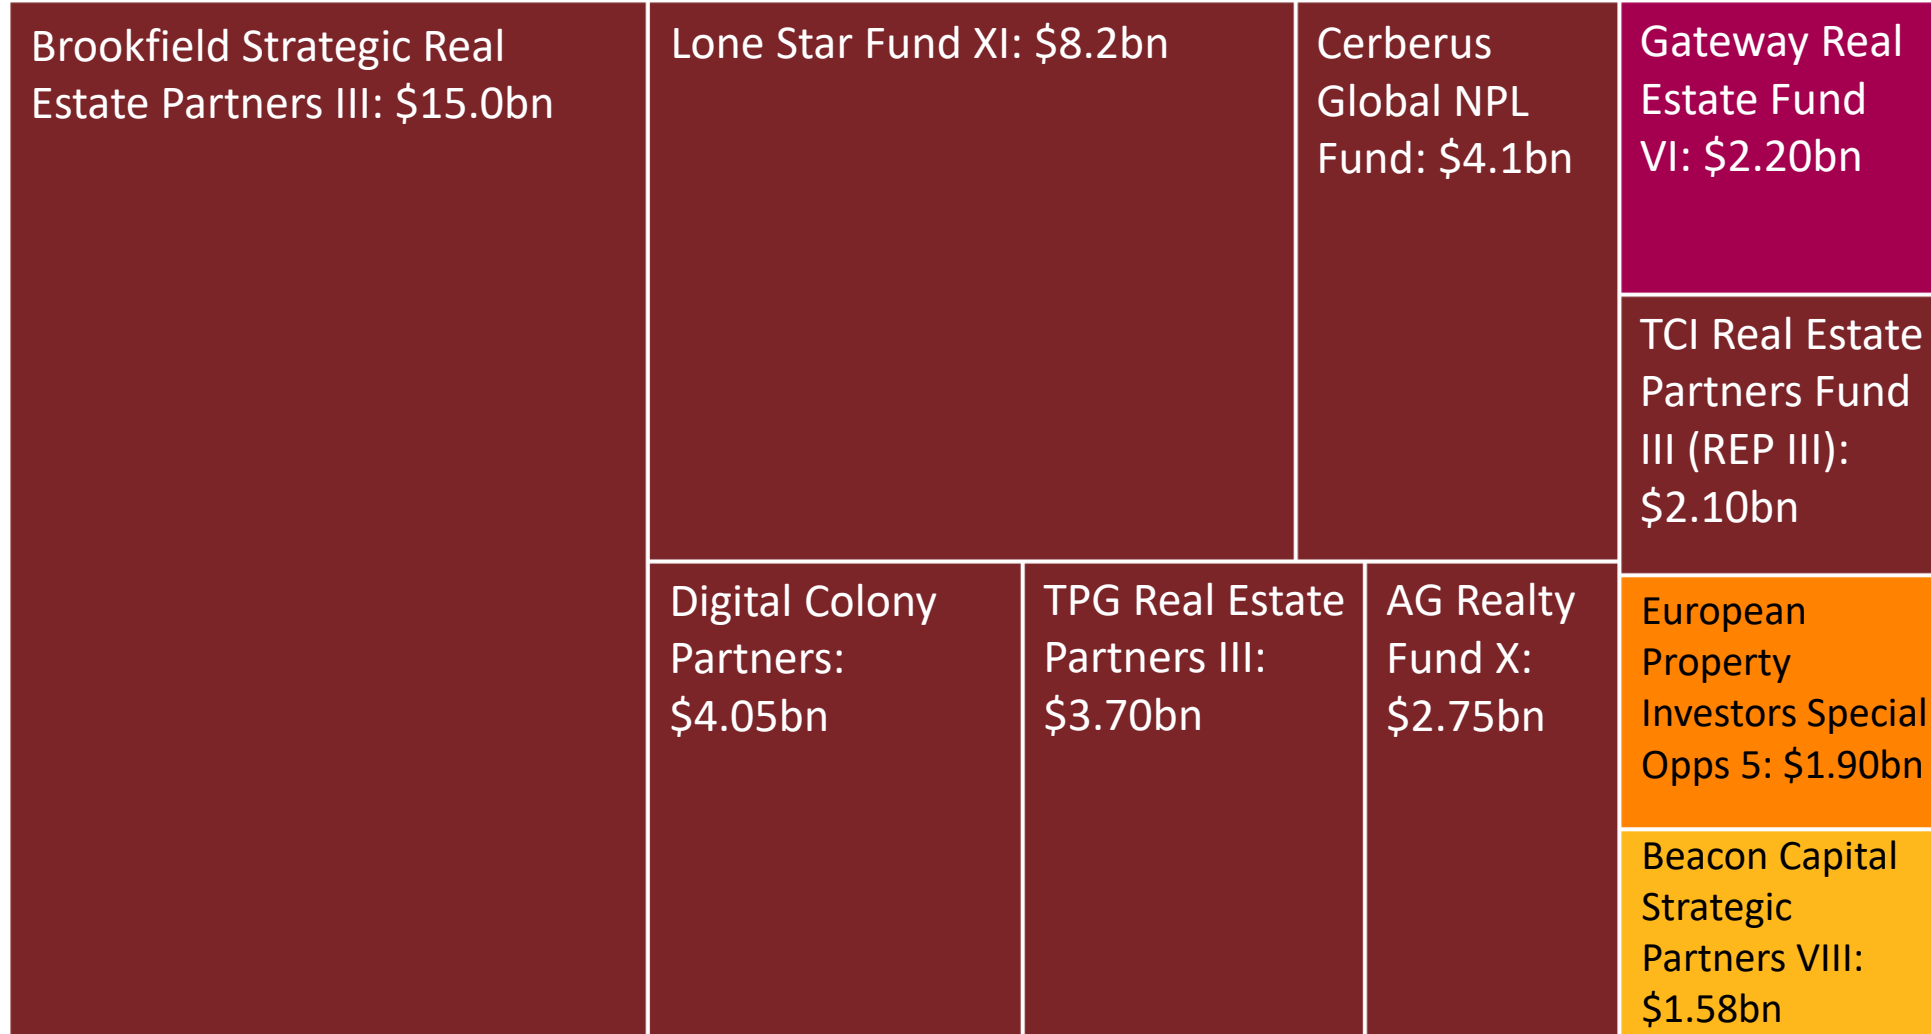 Brookfield Strategic Real
Estate Partners III: $15.0bn
Lone Star Fund XI: $8.2bn
Cerberus
Global NPL
Fund: $4.1bn
Gateway Real
Estate Fund
VI: $2.20bn
TCI Real Estate
Partners Fund
III (REP III):
$2.10bn
Digital Colony
Partners:
$4.05bn
TPG Real Estate
Partners III:
$3.70bn
AG Realty
Fund X:
$2.75bn
European
Property
Investors Special
Opps 5: $1.90bn
Beacon Capital
Strategic
Partners VIII:
$1.58bn